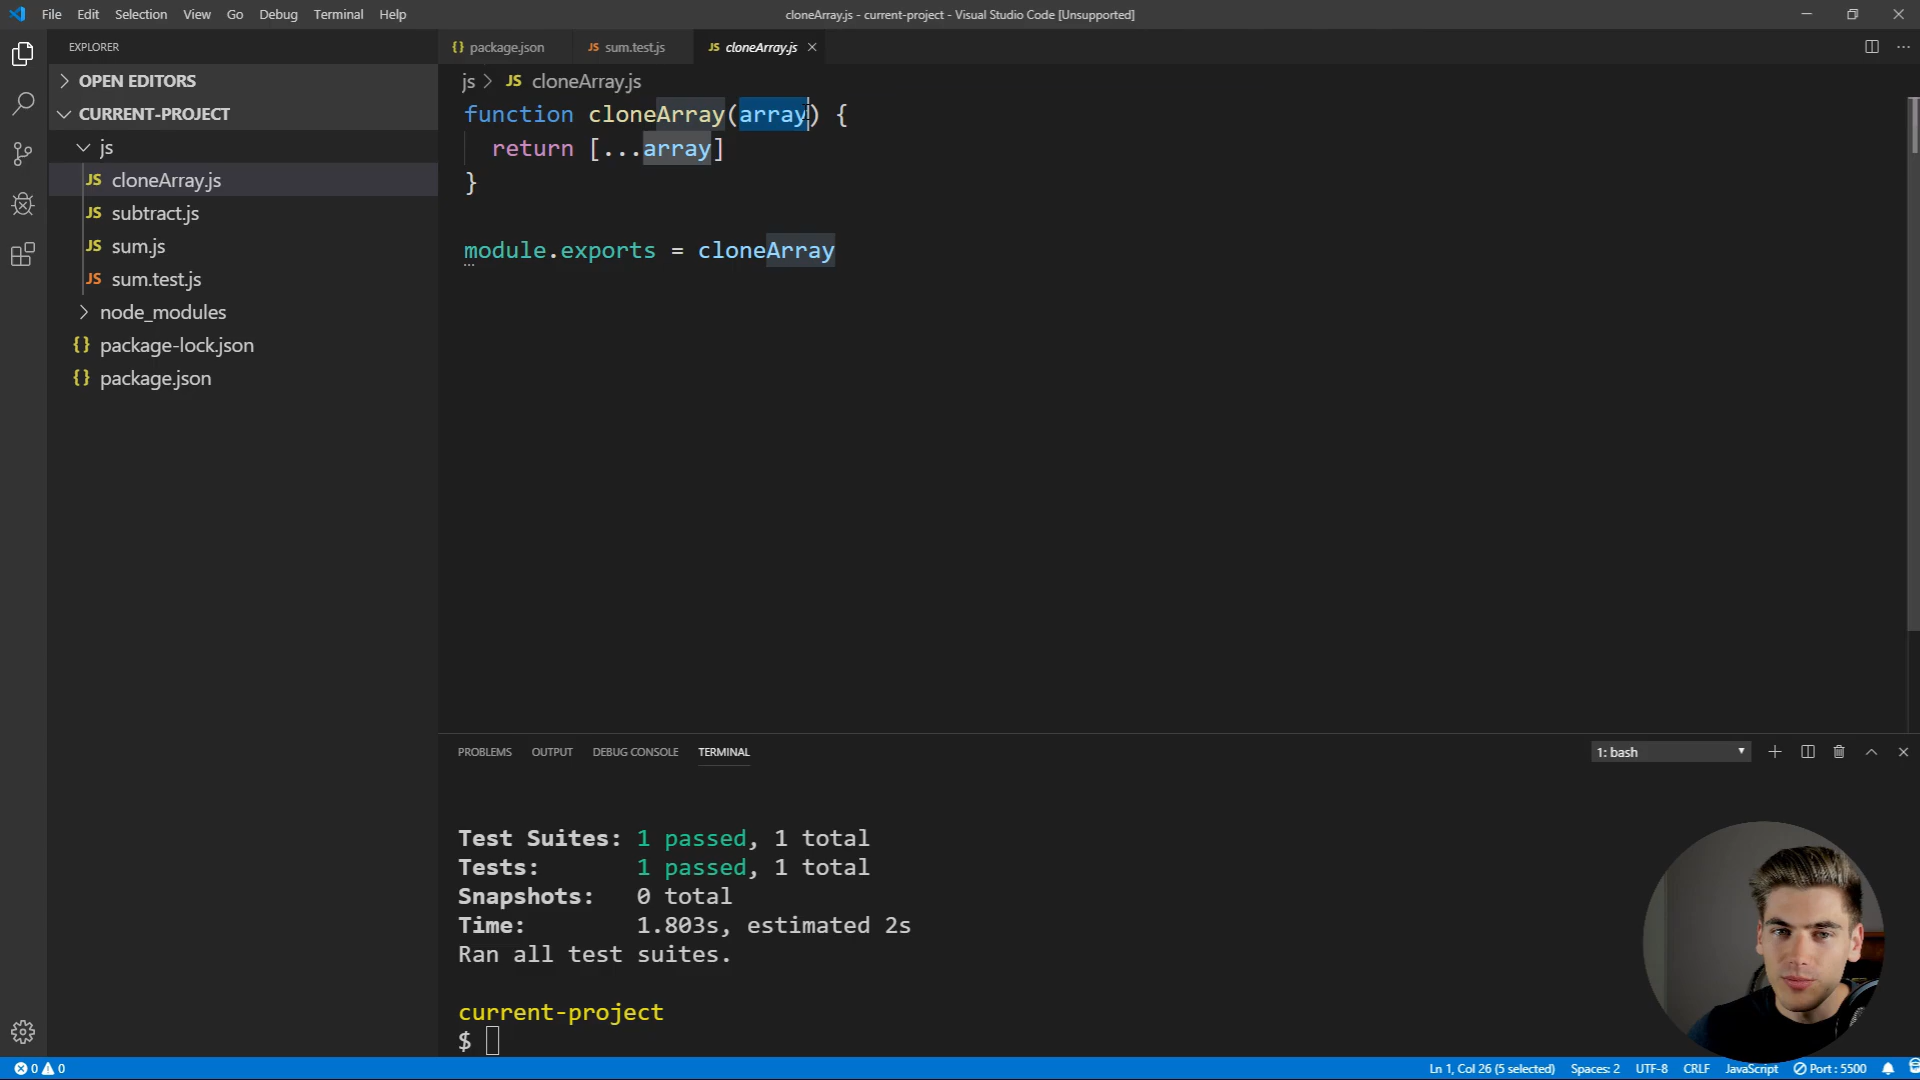 File Edit Selection View Go Debug Terminal Help
cloneArray.js - current-project - Visual Studio Code [Unsupported]
EXPLORER
OPEN EDITORS
CURRENT-PROJECT
js
JS cloneArray.js
JS subtract.js
JS sum.js
JS sum.test.js
node_modules
{} package-lock.json
{} package.json
{} package.json
JS sum.test.js
JS cloneArray.js
js > JS cloneArray.js
function cloneArray(array) {
return [...array]
}
module.exports = cloneArray
PROBLEMS OUTPUT DEBUG CONSOLE TERMINAL
1: bash
Test Suites: 1 passed, 1 total
Tests: 1 passed, 1 total
Snapshots: 0 total
Time: 1.803s, estimated 2s
Ran all test suites.
current-project
$
0 0
Ln 1, Col 26 (5 selected) Spaces: 2 UTF-8 CRLF JavaScript Port : 5500